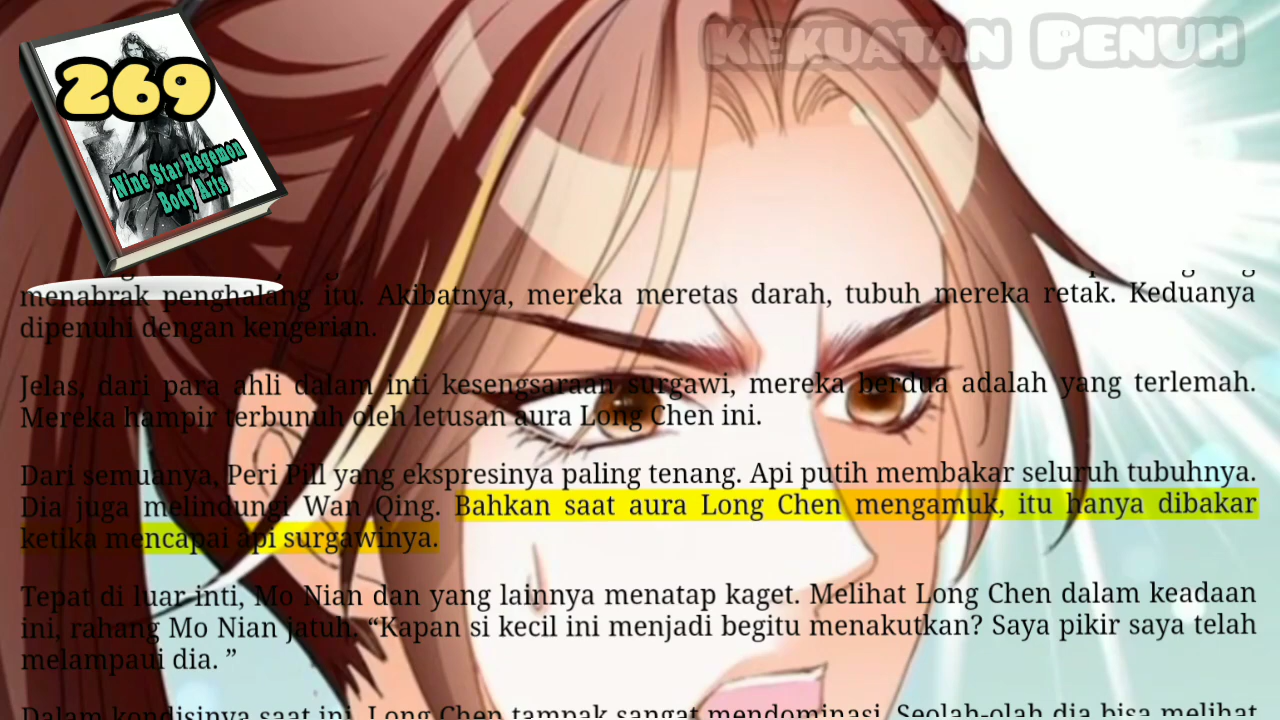 KEKUATAN PENUH
269
Nine Star Hegemon
Body Arts
menabrak penghalang itu. Akibatnya, mereka meretas darah, tubuh mereka retak. Keduanya
dipenuhi dengan kengerian.
Jelas, dari para ahli dalam inti kesengsaraan surgawi, mereka berdua adalah yang terlemah.
Mereka hampir terbunuh oleh letusan aura Long Chen ini.
Dari semuanya, Peri Pill yang ekspresinya paling tenang. Api putih membakar seluruh tubuhnya.
Dia juga melindungi Wan Qing. Bahkan saat aura Long Chen mengamuk, itu hanya dibakar
ketika mencapai api surgawinya.
Tepat di luar inti, Mo Nian dan yang lainnya menatap kaget. Melihat Long Chen dalam keadaan
ini, rahang Mo Nian jatuh. “Kapan si kecil ini menjadi begitu menakutkan? Saya pikir saya telah
melampaui dia. ”
Dalam kondisinya saat ini, Long Chen tampak sangat mendominasi. Seolah-olah dia bisa melihat